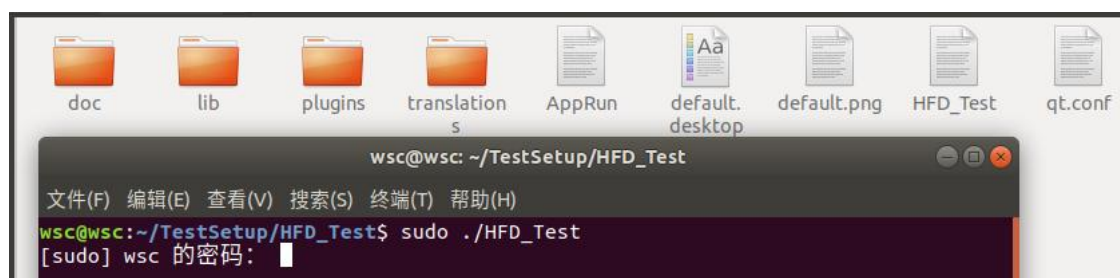 doc lib plugins translation AppRun default. default.png HFD_Test qt.conf
s desktop
wsc@wsc: ~/TestSetup/HFD_Test
文件(F) 编辑(E) 查看(V) 搜索(S) 终端(T) 帮助(H)
wsc@wsc:~/TestSetup/HFD_Test$ sudo ./HFD_Test
[sudo] wsc 的密码：